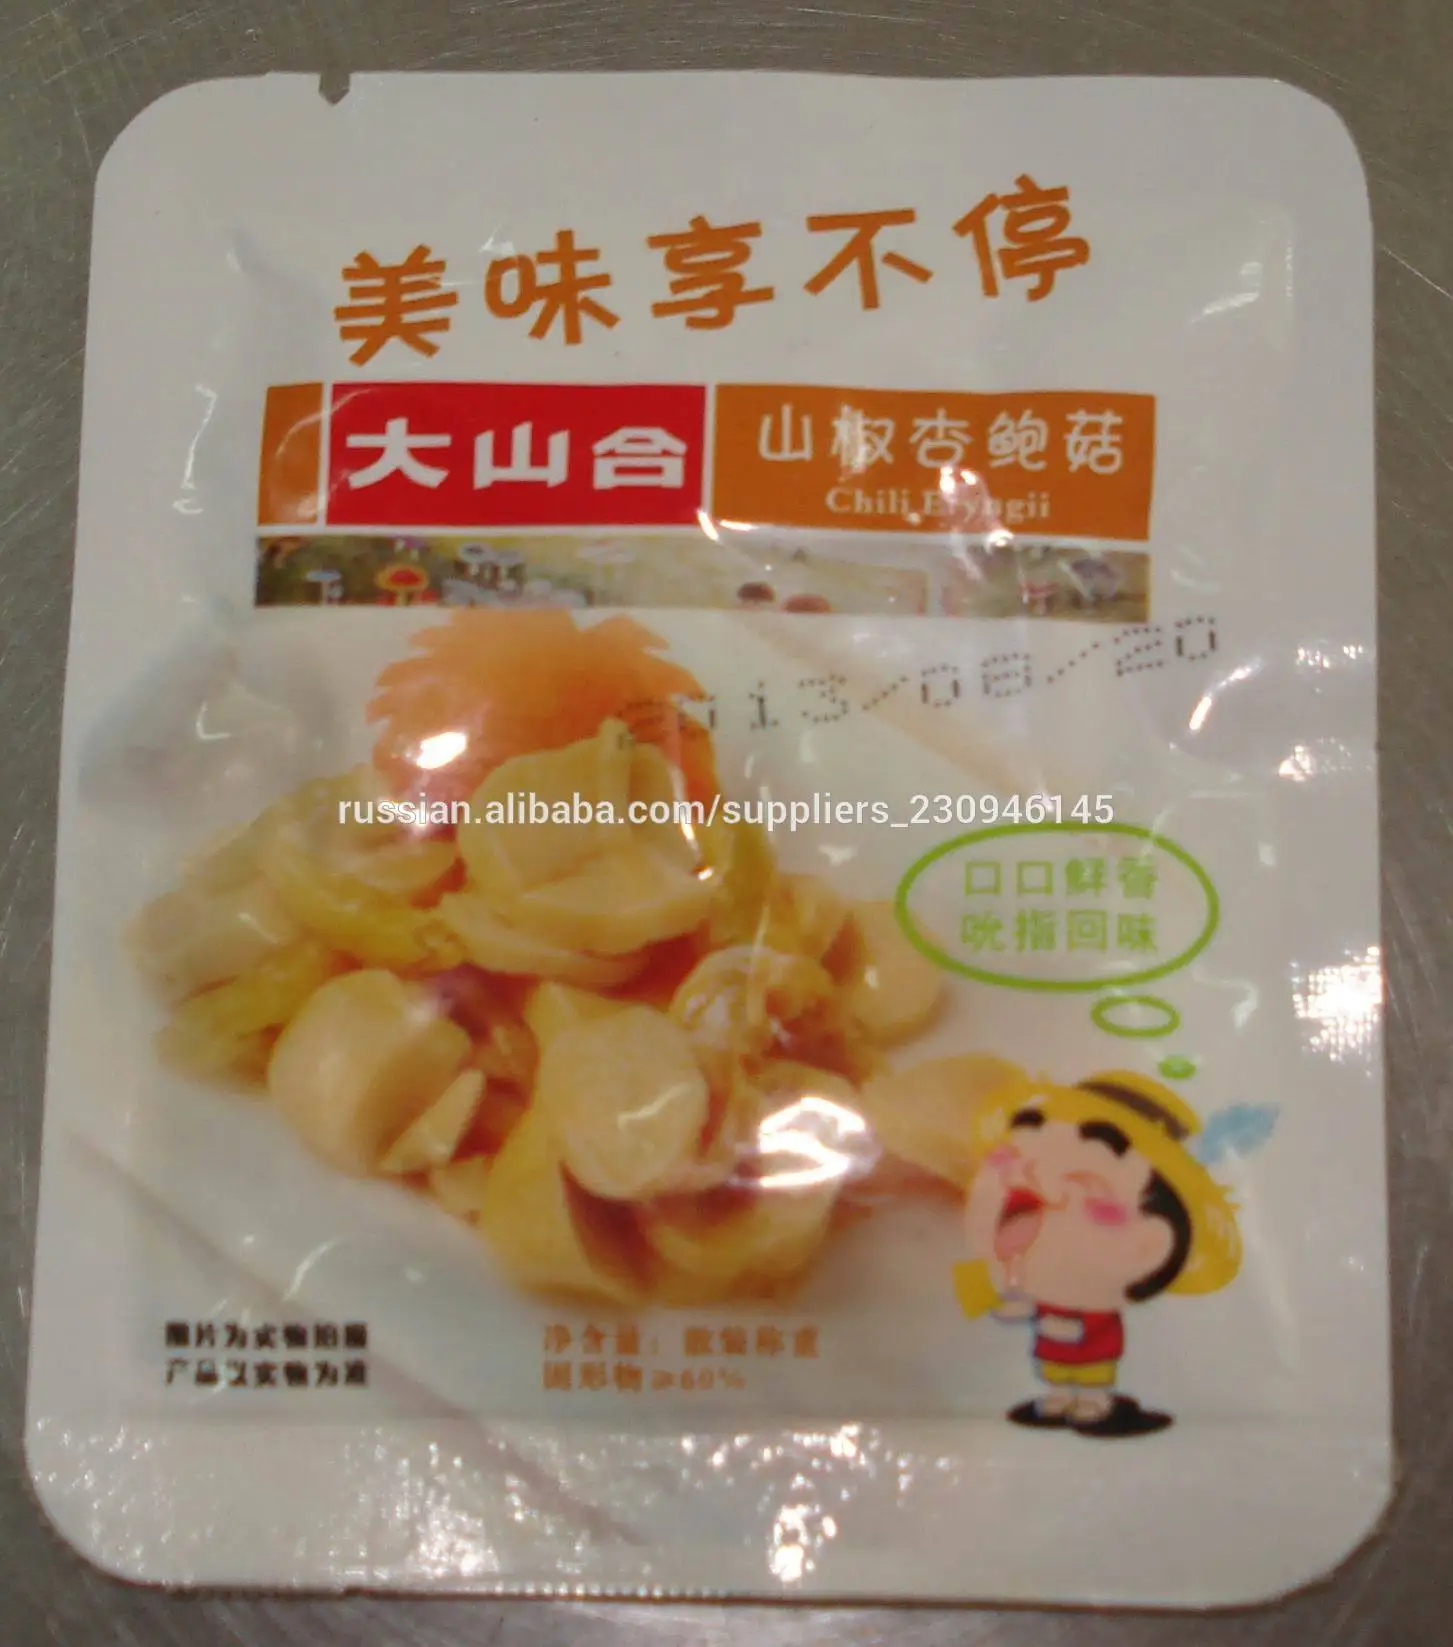 美味享不停
大山合
山椒杏鲍菇
Chili Eryngii
2013/08/20
russian.alibaba.com/suppliers_230946145
口口鲜香
吮指回味
图片为实物拍摄
产品以实物为准
净含量：散装称重
固形物≥60%